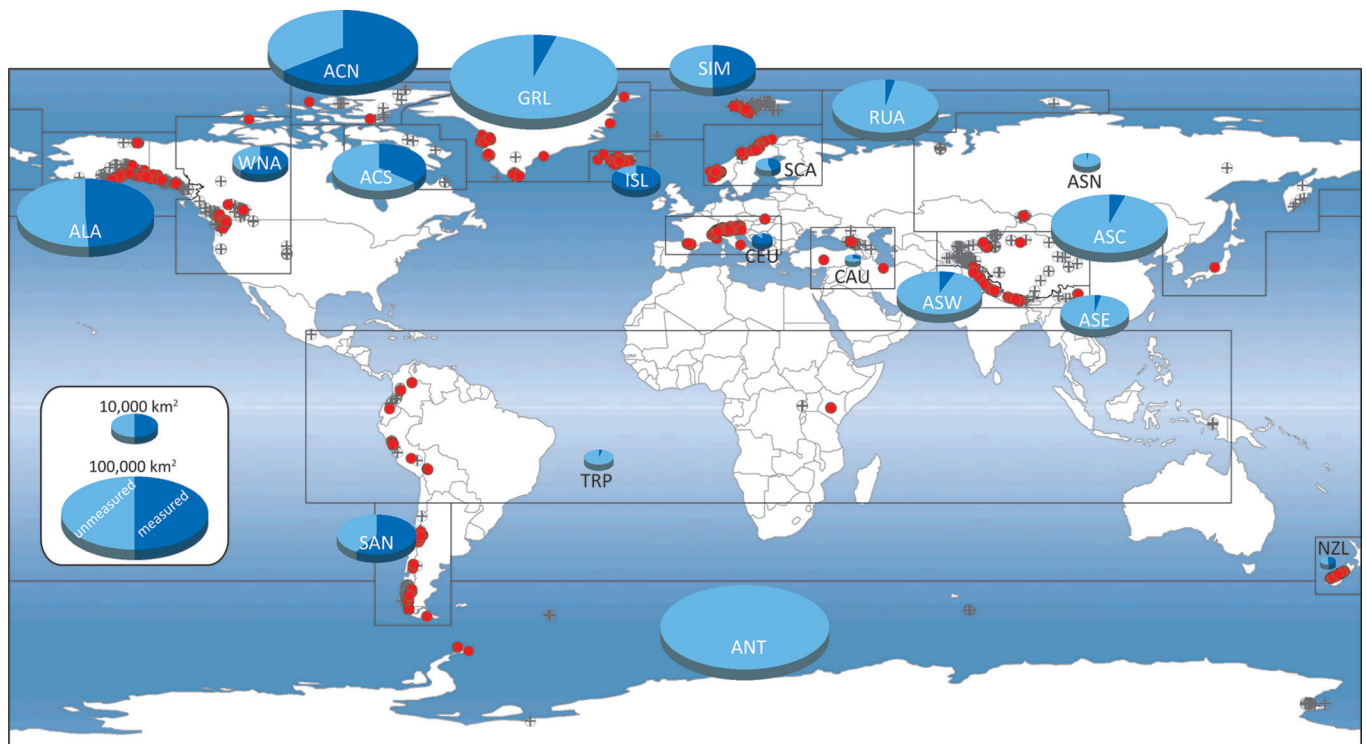 ACN
GRL
SIM
RUA
WNA
ACS
ISL
SCA
ASN
ALA
CEU
CAU
ASC
ASW
ASE
10,000 km²
100,000 km²
unmeasured
measured
TRP
SAN
NZL
ANT